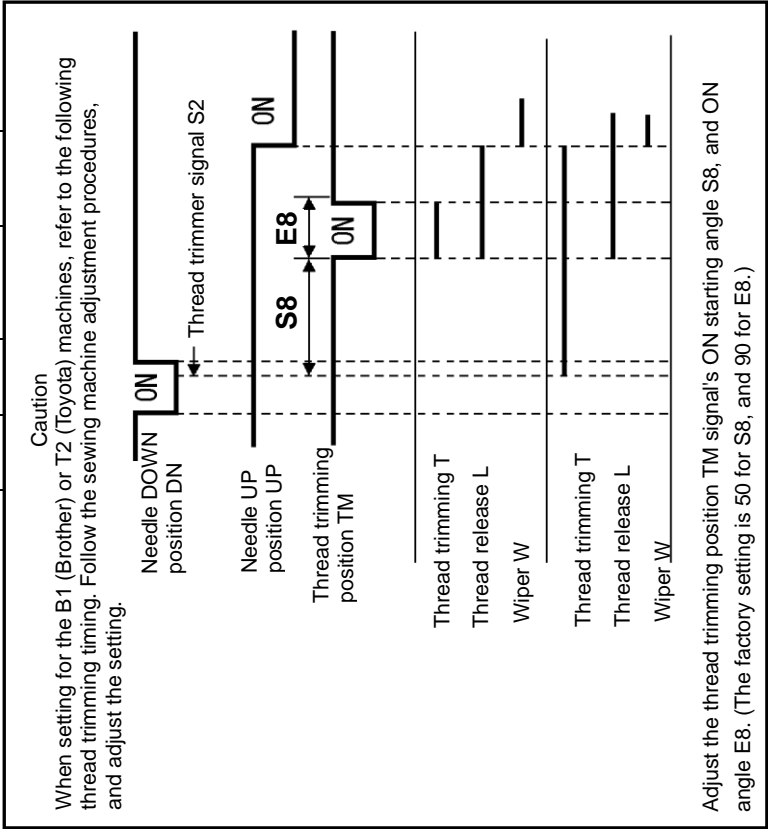 Caution
When setting for the B1 (Brother) or T2 (Toyota) machines, refer to the following
thread trimming timing. Follow the sewing machine adjustment procedures,
and adjust the setting.
Needle DOWN
position DN
ON
Thread trimmer signal S2
Needle UP
position UP
ON
S8
E8
Thread trimming
position TM
ON
Thread trimming T
Thread release L
Wiper W
Thread trimming T
Thread release L
Wiper W
Adjust the thread trimming position TM signal's ON starting angle S8, and ON
angle E8. (The factory setting is 50 for S8, and 90 for E8.)